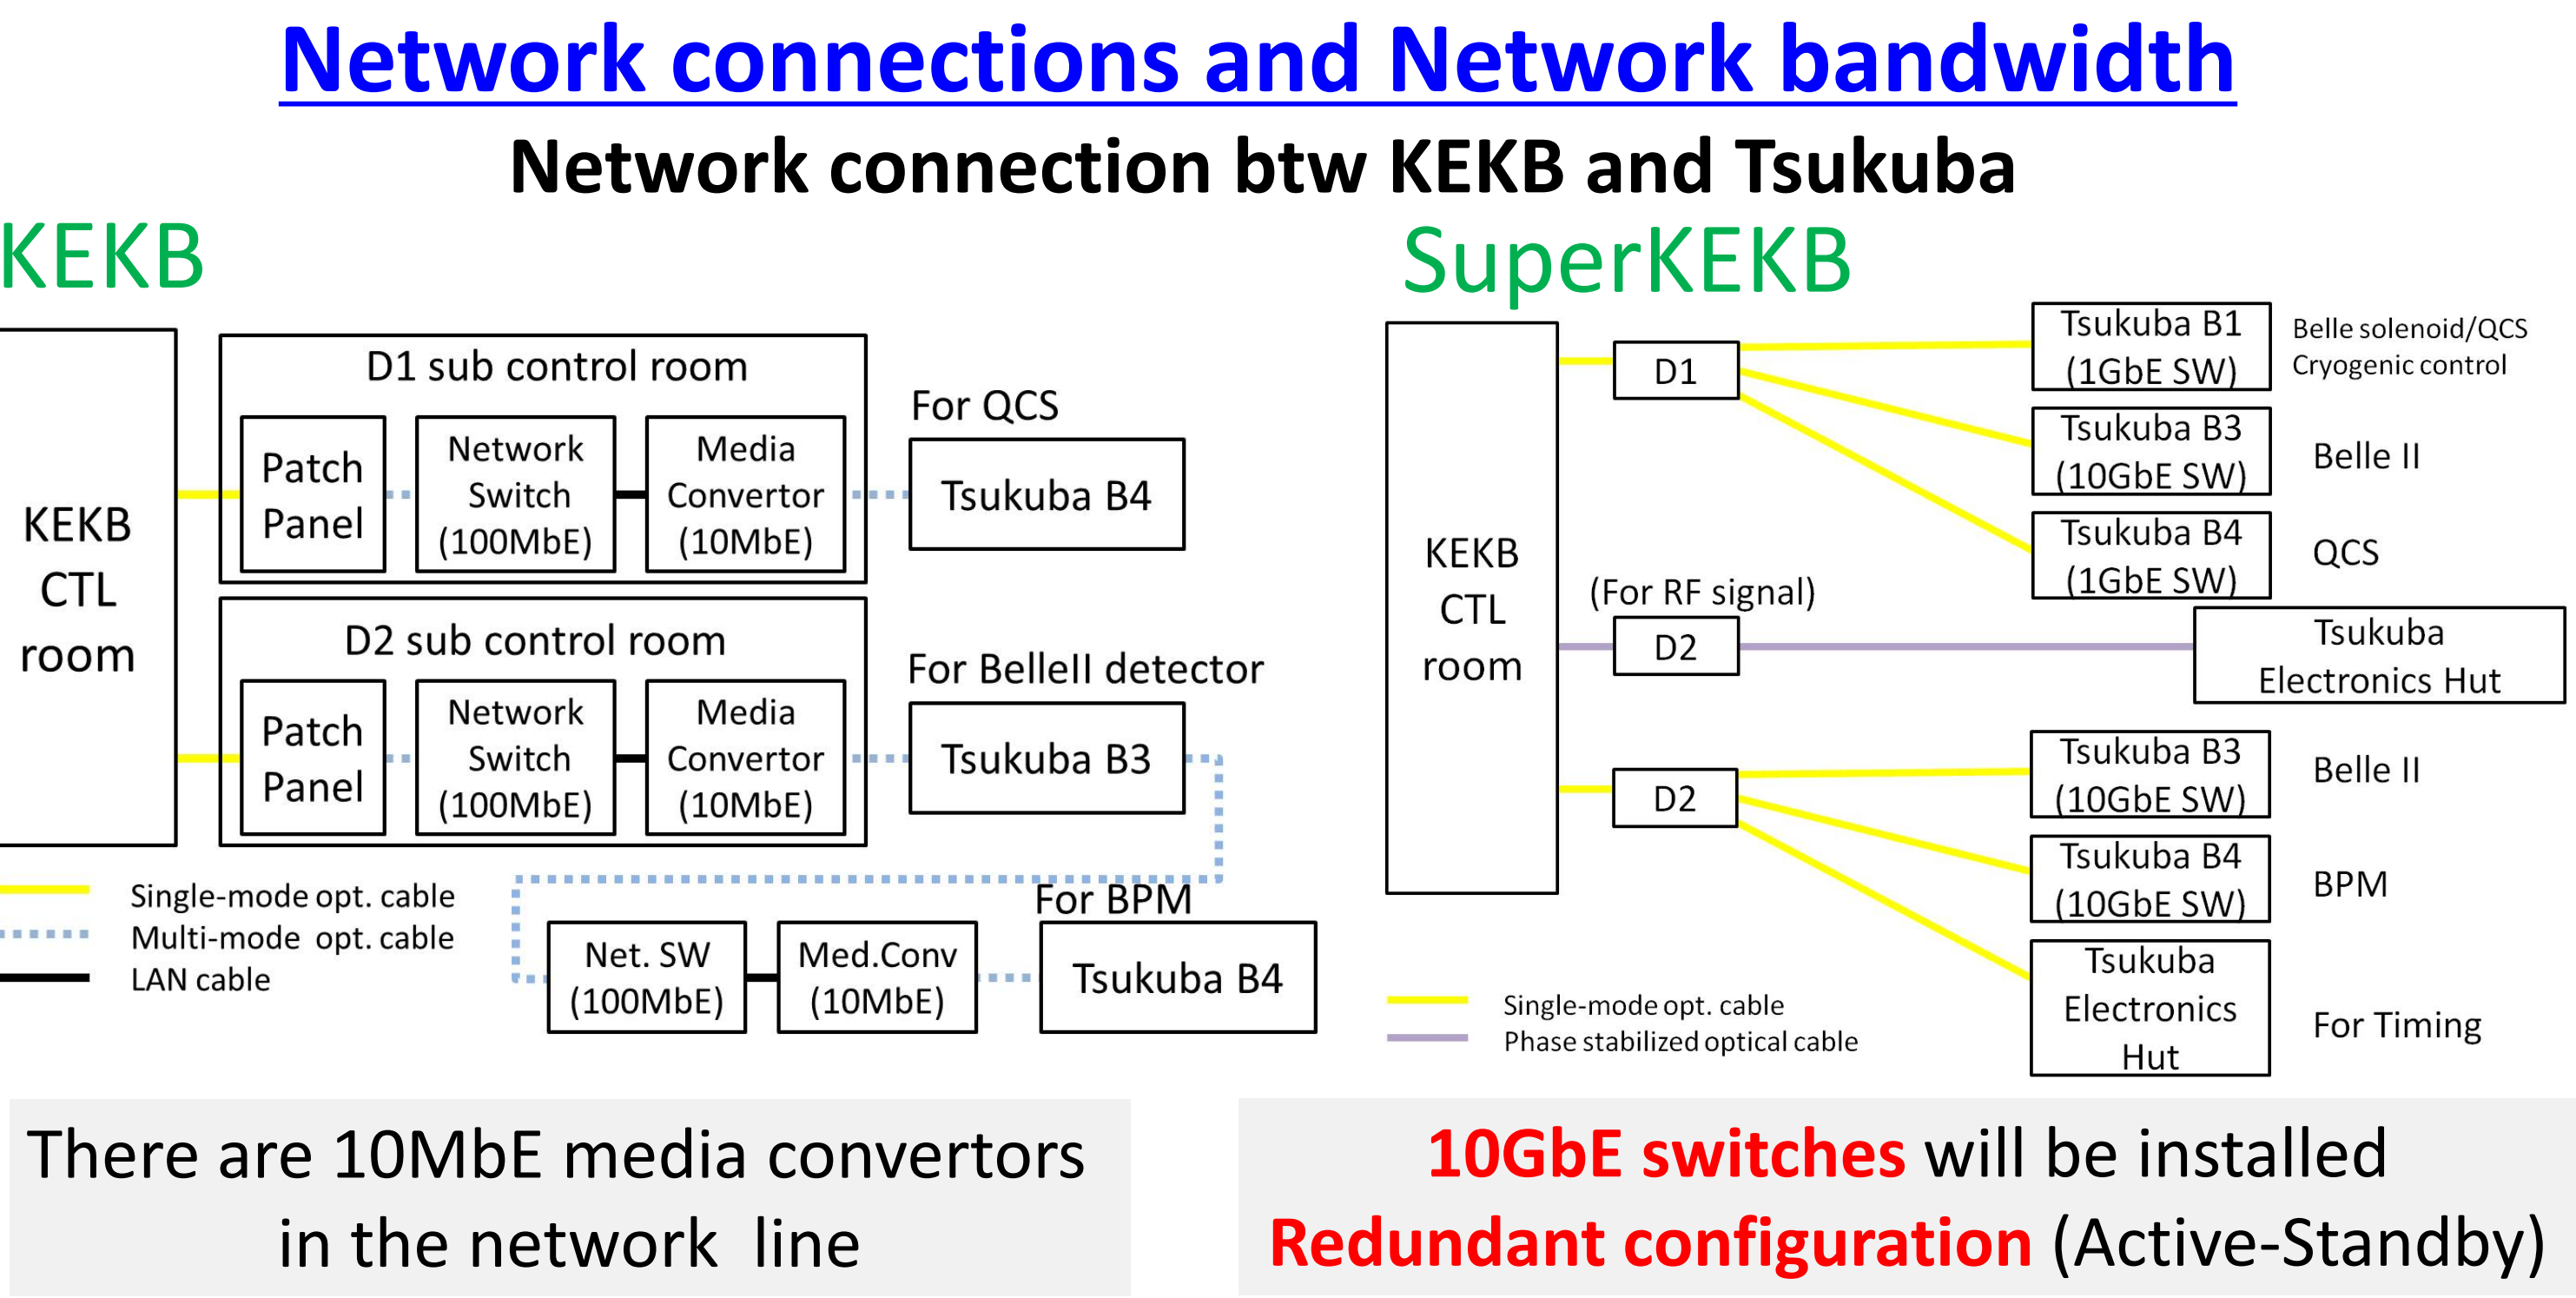 Network connections and Network bandwidth
Network connection btw KEKB and Tsukuba
KEKB
KEKB
CTL
room
D1 sub control room
Patch
Panel
Network
Switch
(100MbE)
Media
Convertor
(10MbE)
For QCS
Tsukuba B4
D2 sub control room
Patch
Panel
Network
Switch
(100MbE)
Media
Convertor
(10MbE)
For BelleII detector
Tsukuba B3
Single-mode opt. cable
Multi-mode opt. cable
LAN cable
Net. SW
(100MbE)
Med.Conv
(10MbE)
For BPM
Tsukuba B4
There are 10MbE media convertors
in the network line
SuperKEKB
KEKB
CTL
room
D1
Tsukuba B1
(1GbE SW)
Belle solenoid/QCS
Cryogenic control
Tsukuba B3
(10GbE SW)
Belle II
Tsukuba B4
(1GbE SW)
QCS
(For RF signal)
D2
Tsukuba
Electronics Hut
D2
Tsukuba B3
(10GbE SW)
Belle II
Tsukuba B4
(10GbE SW)
BPM
Tsukuba
Electronics
Hut
For Timing
Single-mode opt. cable
Phase stabilized optical cable
10GbE switches will be installed
Redundant configuration (Active-Standby)